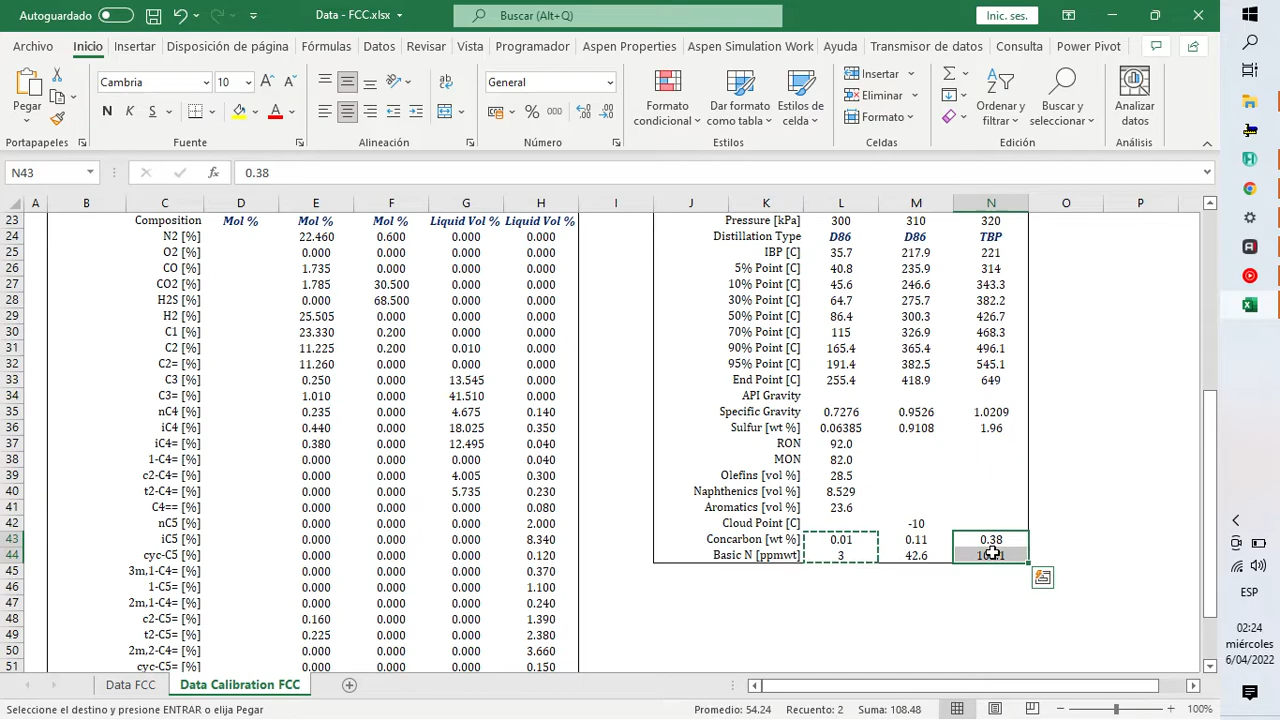 Autoguardado
Data - FCC.xlsx
Buscar (Alt+Q)
Inic. ses.
Archivo Inicio Insertar Disposición de página Fórmulas Datos Revisar Vista Programador Aspen Properties Aspen Simulation Work Ayuda Transmisor de datos Consulta Power Pivot
Pegar
Cambria 10
N K S
General
Formato condicional
Dar formato como tabla
Estilos de celda
Insertar
Eliminar
Formato
Ordenar y filtrar
Buscar y seleccionar
Analizar datos
Portapapeles Fuente Alineación Número Estilos Celdas Edición Análisis
N43 fx 0.38
A B C D E F G H I J K L M N O P
23 Composition Mol % Mol % Mol % Liquid Vol % Liquid Vol % Pressure [kPa] 300 310 320
24 N2 [%] 22.460 0.600 0.000 0.000 Distillation Type D86 D86 TBP
25 O2 [%] 0.000 0.000 0.000 0.000 IBP [C] 35.7 217.9 221
26 CO [%] 1.735 0.000 0.000 0.000 5% Point [C] 40.8 235.9 314
27 CO2 [%] 1.785 30.500 0.000 0.000 10% Point [C] 45.6 246.6 343.3
28 H2S [%] 0.000 68.500 0.000 0.000 30% Point [C] 64.7 275.7 382.2
29 H2 [%] 25.505 0.000 0.000 0.000 50% Point [C] 86.4 300.3 426.7
30 C1 [%] 23.330 0.200 0.000 0.000 70% Point [C] 115 326.9 468.3
31 C2 [%] 11.225 0.200 0.010 0.000 90% Point [C] 165.4 365.4 496.1
32 C2= [%] 11.260 0.000 0.000 0.000 95% Point [C] 191.4 382.5 545.1
33 C3 [%] 0.250 0.000 13.545 0.000 End Point [C] 255.4 418.9 649
34 C3= [%] 1.010 0.000 41.510 0.000 API Gravity
35 nC4 [%] 0.235 0.000 4.675 0.140 Specific Gravity 0.7276 0.9526 1.0209
36 iC4 [%] 0.440 0.000 18.025 0.350 Sulfur [wt %] 0.06385 0.9108 1.96
37 iC4= [%] 0.380 0.000 12.495 0.040 RON 92.0
38 1-C4= [%] 0.000 0.000 0.000 0.040 MON 82.0
39 c2-C4= [%] 0.000 0.000 4.005 0.300 Olefins [vol %] 28.5
40 t2-C4= [%] 0.000 0.000 5.735 0.230 Naphthenics [vol %] 8.529
41 C4== [%] 0.000 0.000 0.000 0.080 Aromatics [vol %] 23.6
42 nC5 [%] 0.000 0.000 0.000 2.000 Cloud Point [C] -10
43 [%] 0.000 0.000 0.000 8.340 Concarbon [wt %] 0.01 0.11 0.38
44 cyc-C5 [%] 0.000 0.000 0.000 0.120 Basic N [ppmwt] 3 42.6
45 3m,1-C4= [%] 0.000 0.000 0.000 0.370
46 1-C5= [%] 0.000 0.000 0.000 1.100
47 2m,1-C4= [%] 0.000 0.000 0.000 0.240
48 c2-C5= [%] 0.160 0.000 0.000 1.390
49 t2-C5= [%] 0.225 0.000 0.000 2.380
50 2m,2-C4= [%] 0.000 0.000 0.000 3.660
51 cyc-C5= [%] 0.000 0.000 0.000 0.150
Data FCC Data Calibration FCC
Seleccione el destino y presione ENTRAR o elija Pegar
Promedio: 54.24 Recuento: 2 Suma: 108.48
100%
ESP
02:24
miércoles
6/04/2022